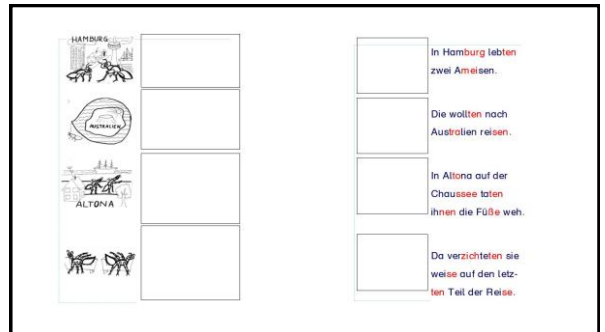 HAMBURG
AUSTRALIEN
ALTONA
In Hamburg lebten
zwei Ameisen.
Die wollten nach
Australien reisen.
In Altona auf der
Chaussee taten
ihnen die Füße weh.
Da verzichteten sie
weise auf den letz-
ten Teil der Reise.